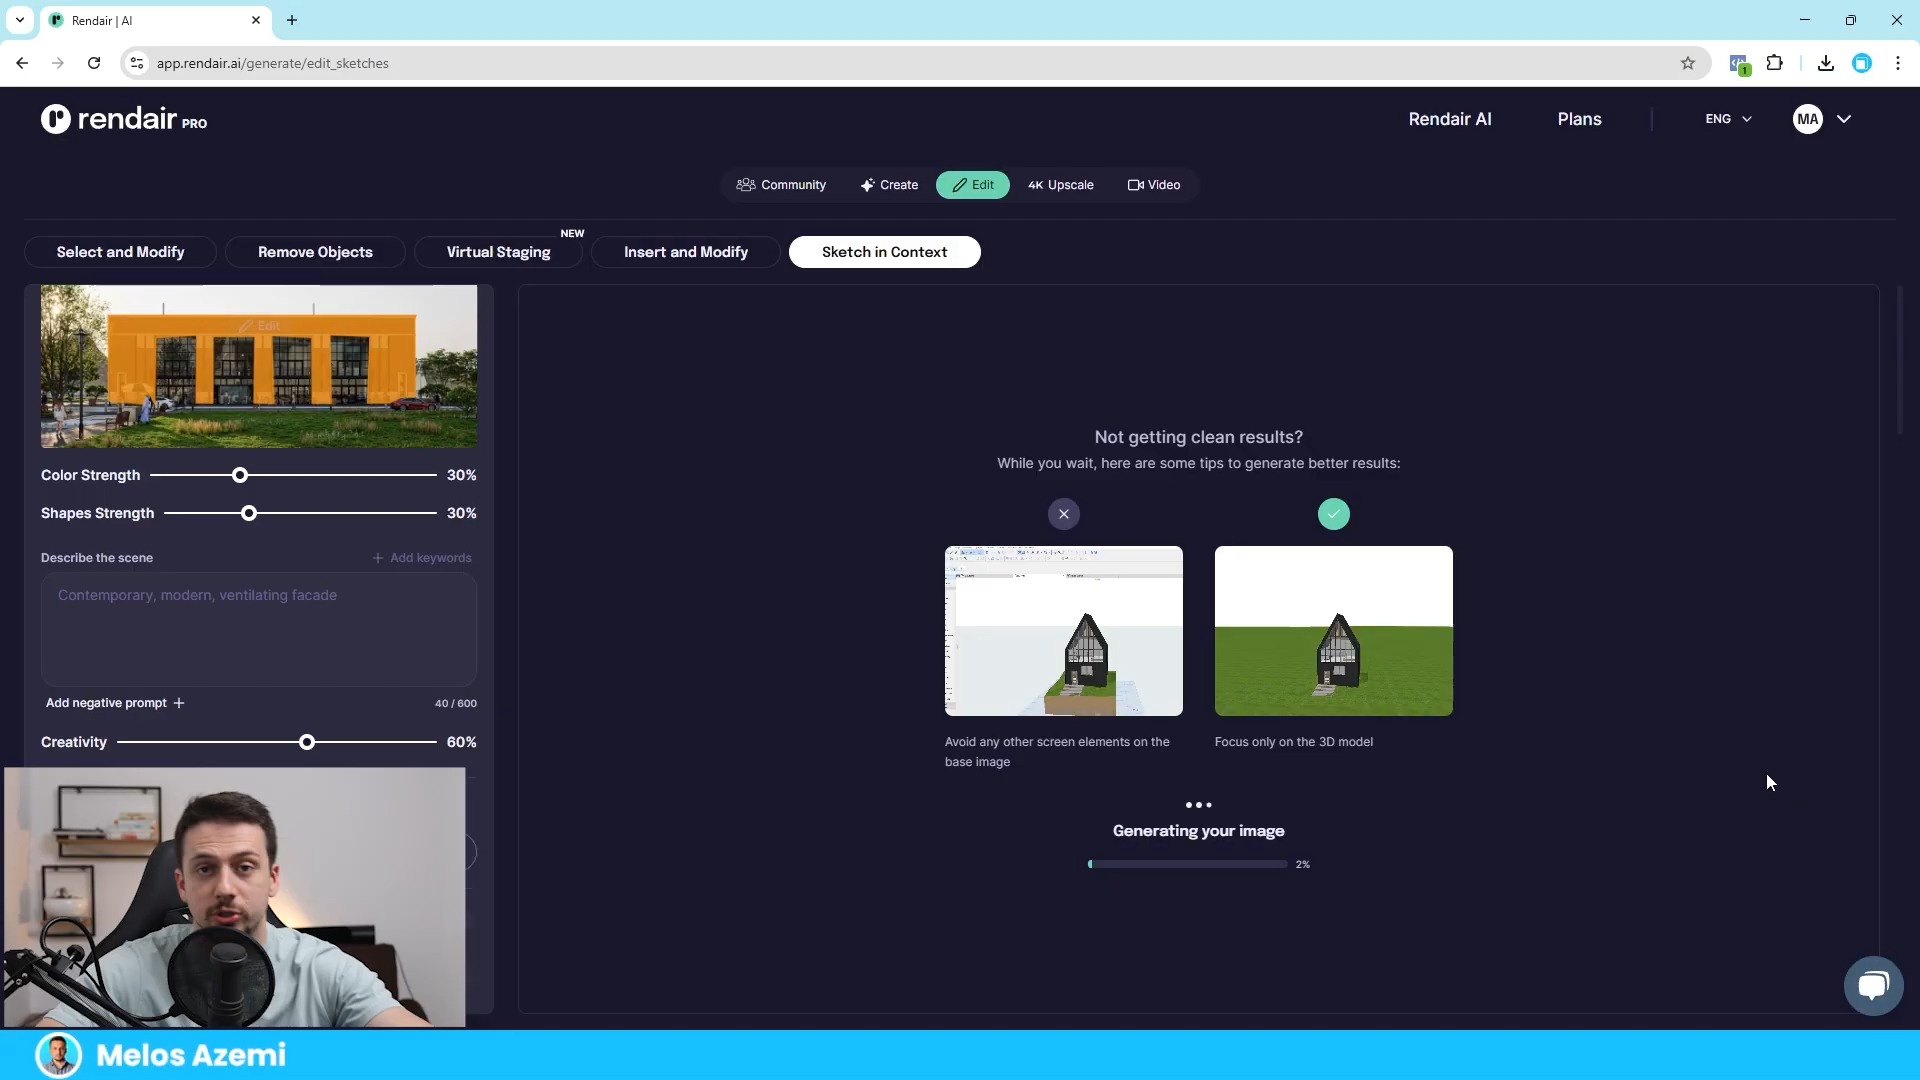 Rendair | AI
app.rendair.ai/generate/edit_sketches
1
rendair PRO
Rendair AI
Plans
ENG
MA
Community
Create
Edit
4K Upscale
Video
Select and Modify
Remove Objects
Virtual Staging
NEW
Insert and Modify
Sketch in Context
Edit
Color Strength
30%
Shapes Strength
30%
Describe the scene
+ Add keywords
Contemporary, modern, ventilating facade
Add negative prompt +
40 / 600
Creativity
60%
Not getting clean results?
While you wait, here are some tips to generate better results:
Avoid any other screen elements on the
base image
Focus only on the 3D model
Generating your image
2%
Melos Azemi